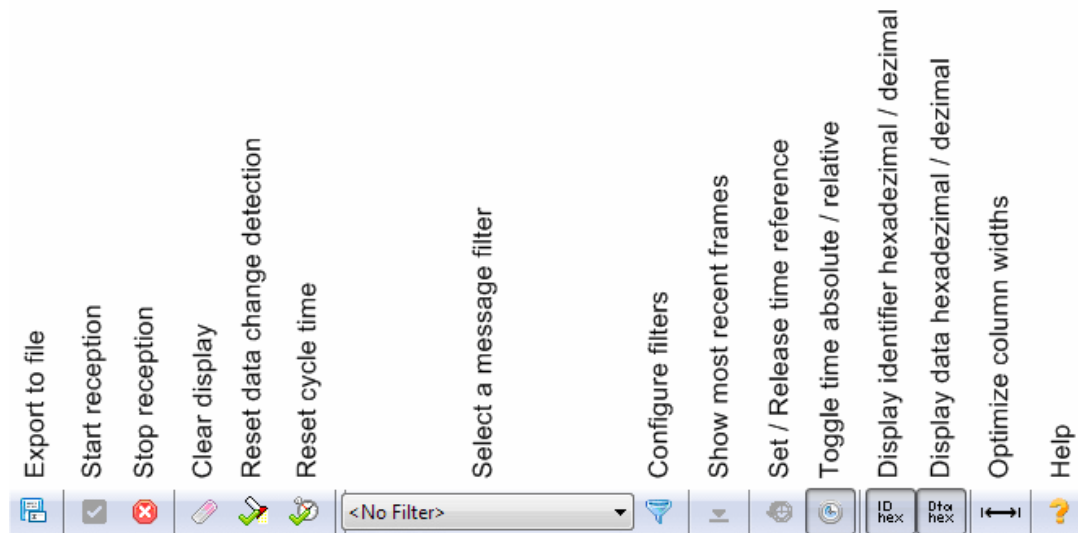 Export to file
Start reception
Stop reception
Clear display
Reset data change detection
Reset cycle time
Select a message filter
Configure filters
Show most recent frames
Set / Release time reference
Toggle time absolute / relative
Display identifier hexadezimal / dezimal
Display data hexadezimal / dezimal
Optimize column widths
Help
<No Filter>
ID
hex
Dta
hex